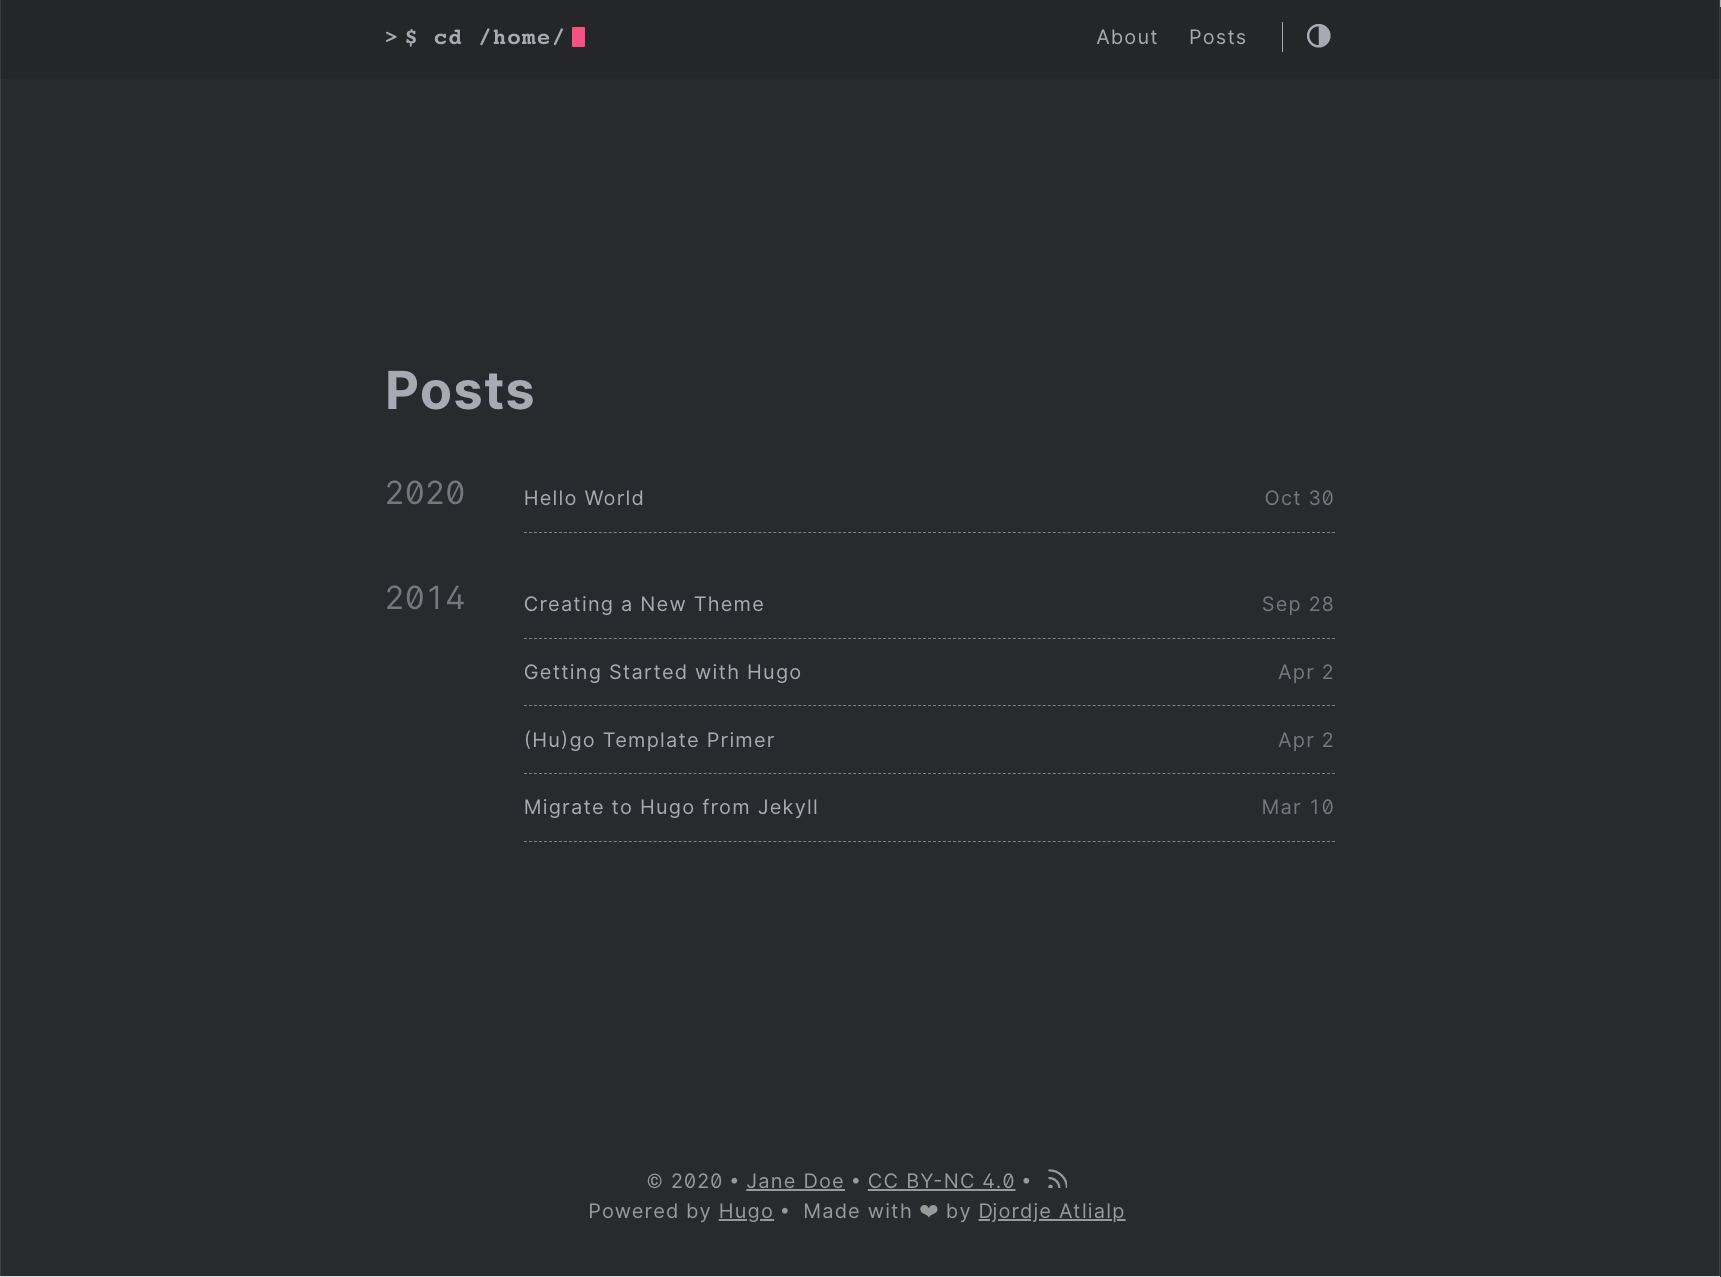 >$ cd /home/
About Posts
Posts
2020 Hello World Oct 30
2014 Creating a New Theme Sep 28
Getting Started with Hugo Apr 2
(Hu)go Template Primer Apr 2
Migrate to Hugo from Jekyll Mar 10
© 2020 • Jane Doe • CC BY-NC 4.0 •
Powered by Hugo • Made with ❤ by Djordje Atlialp